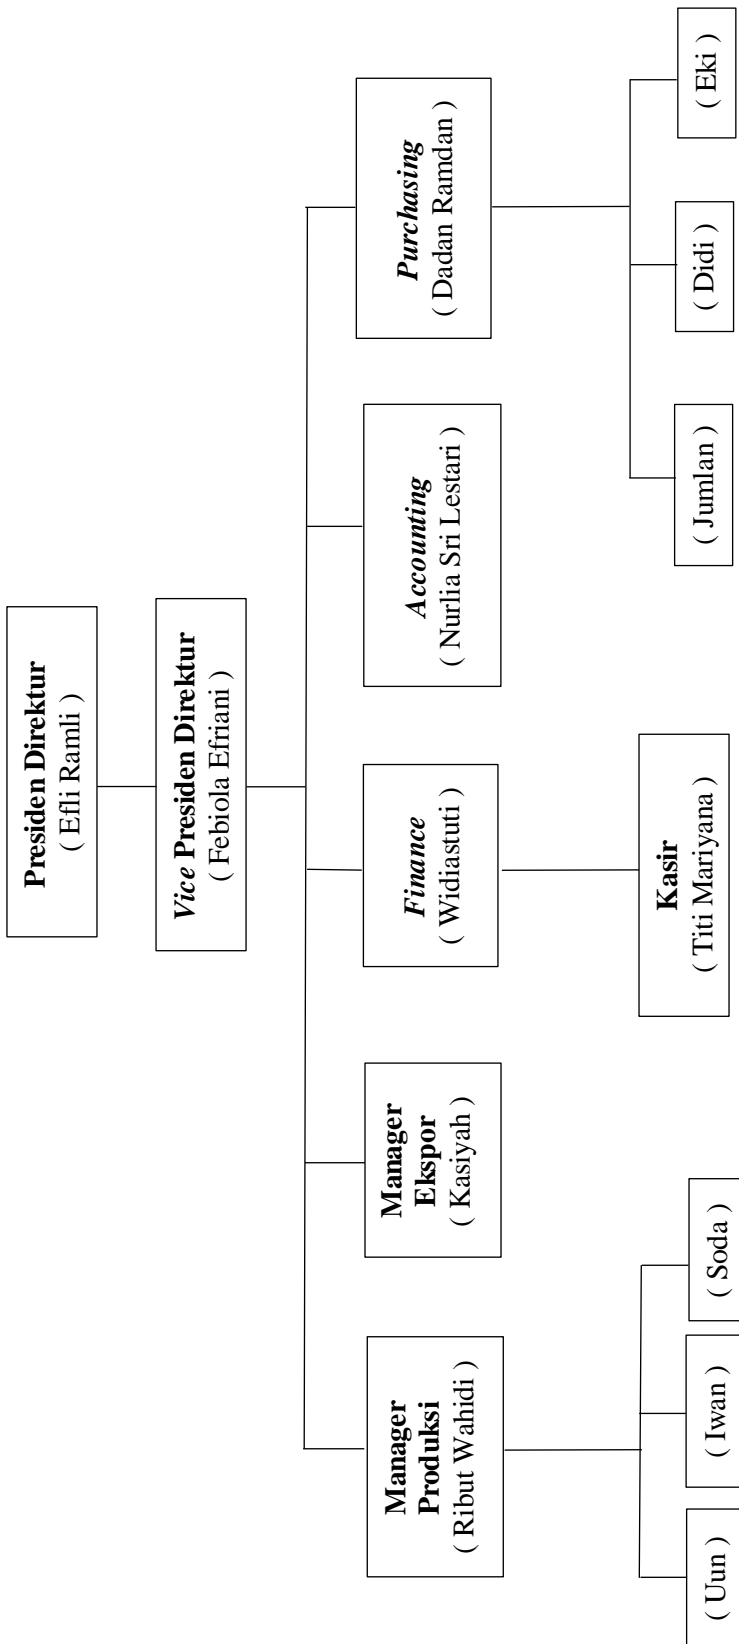 Presiden Direktur
( Efli Ramli )
Vice Presiden Direktur
( Febiola Efriani )
Manager
Produksi
( Ribut Wahidi )
Manager
Ekspor
( Kasiyah )
Finance
( Widiastuti )
Accounting
( Nurlia Sri Lestari )
Purchasing
( Dadan Ramdan )
( Uun )
( Iwan )
( Soda )
Kasir
( Titi Mariyana )
( Jumlan )
( Didi )
( Eki )